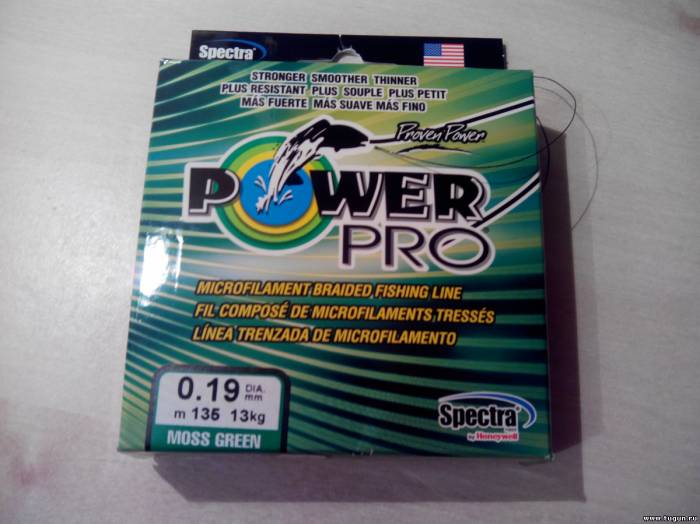 Spectra®
STRONGER SMOOTHER THINNER
PLUS RESISTANT PLUS SOUPLE PLUS PETIT
MÁS FUERTE MÁS SUAVE MÁS FINO
Proven Power™
POWER
PRO
MICROFILAMENT BRAIDED FISHING LINE
FIL COMPOSÉ DE MICROFILAMENTS TRESSÉS
LÍNEA TRENZADA DE MICROFILAMENTO
0.19 DIA. mm
m 135 13kg
MOSS GREEN
Spectra®
by Honeywell
www.tugun.ru